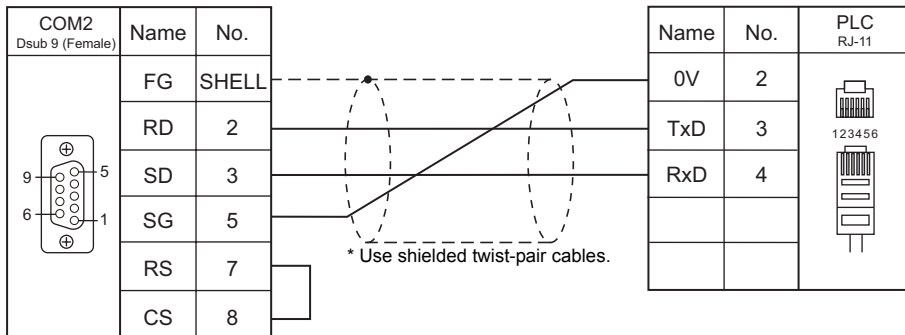 COM2
Dsub 9 (Female)
Name No.
FG SHELL
RD 2
SD 3
SG 5
RS 7
CS 8
9 5
6 1
* Use shielded twist-pair cables.
Name No.
PLC
RJ-11
0V 2
TxD 3
RxD 4
123456